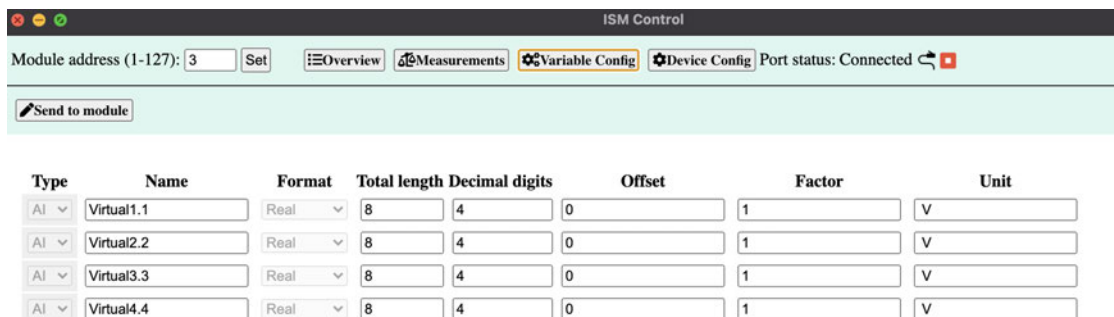 ISM Control
Module address (1-127): 3 Set Overview Measurements Variable Config Device Config Port status: Connected
Send to module
Type Name Format Total length Decimal digits Offset Factor Unit
AI Virtual1.1 Real 8 4 0 1 V
AI Virtual2.2 Real 8 4 0 1 V
AI Virtual3.3 Real 8 4 0 1 V
AI Virtual4.4 Real 8 4 0 1 V